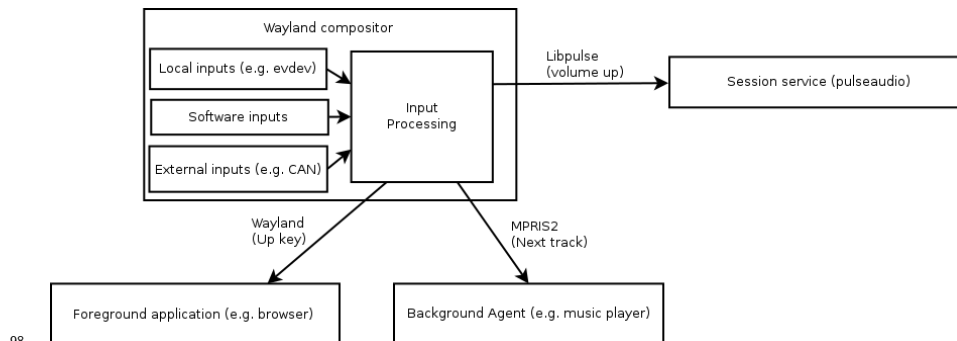 Wayland compositor
Local inputs (e.g. evdev)
Software inputs
External inputs (e.g. CAN)
Input
Processing
Libpulse
(volume up)
Session service (pulseaudio)
Wayland
(Up key)
MPRIS2
(Next track)
Foreground application (e.g. browser)
Background Agent (e.g. music player)
98